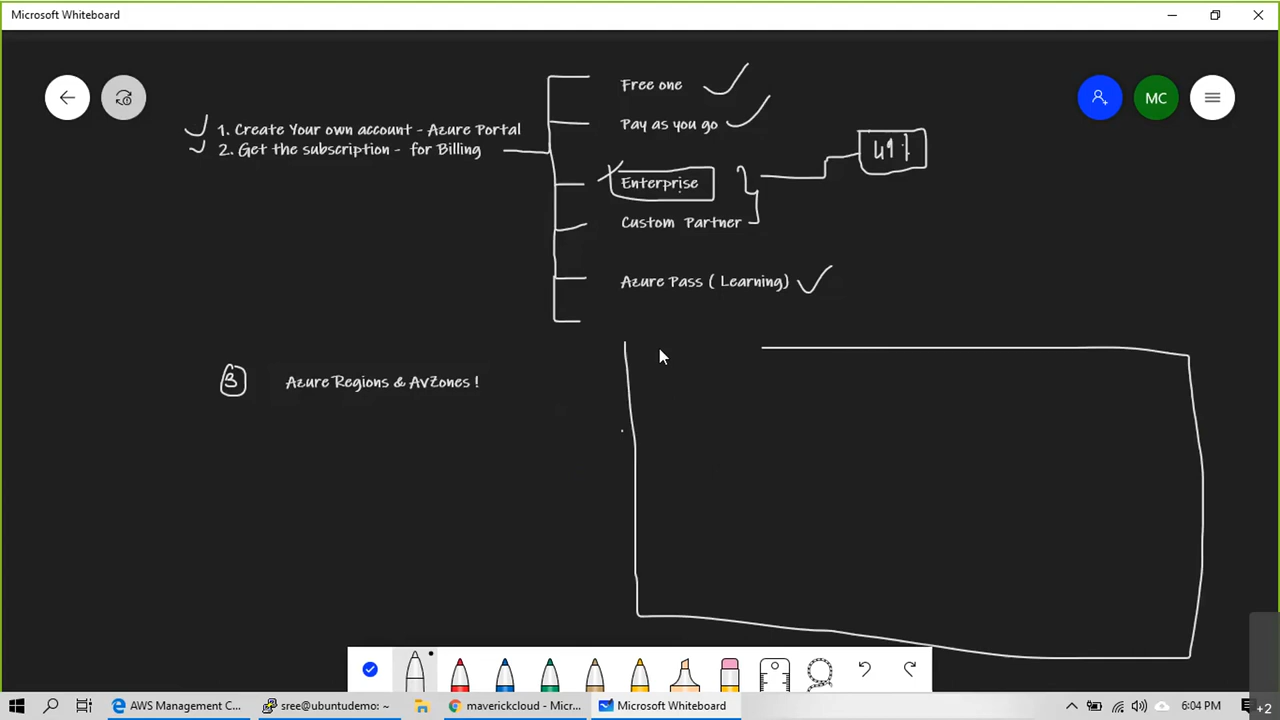 Microsoft Whiteboard
MC
Free one
Pay as you go
1. Create Your own account - Azure Portal
2. Get the subscription - for Billing
Enterprise
Custom Partner
Azure Pass ( Learning)
3 Azure Regions & AvZones !
AWS Management C...
sree@ubuntudemo: ~
maverickcloud - Micr...
Microsoft Whiteboard
6:04 PM
+2